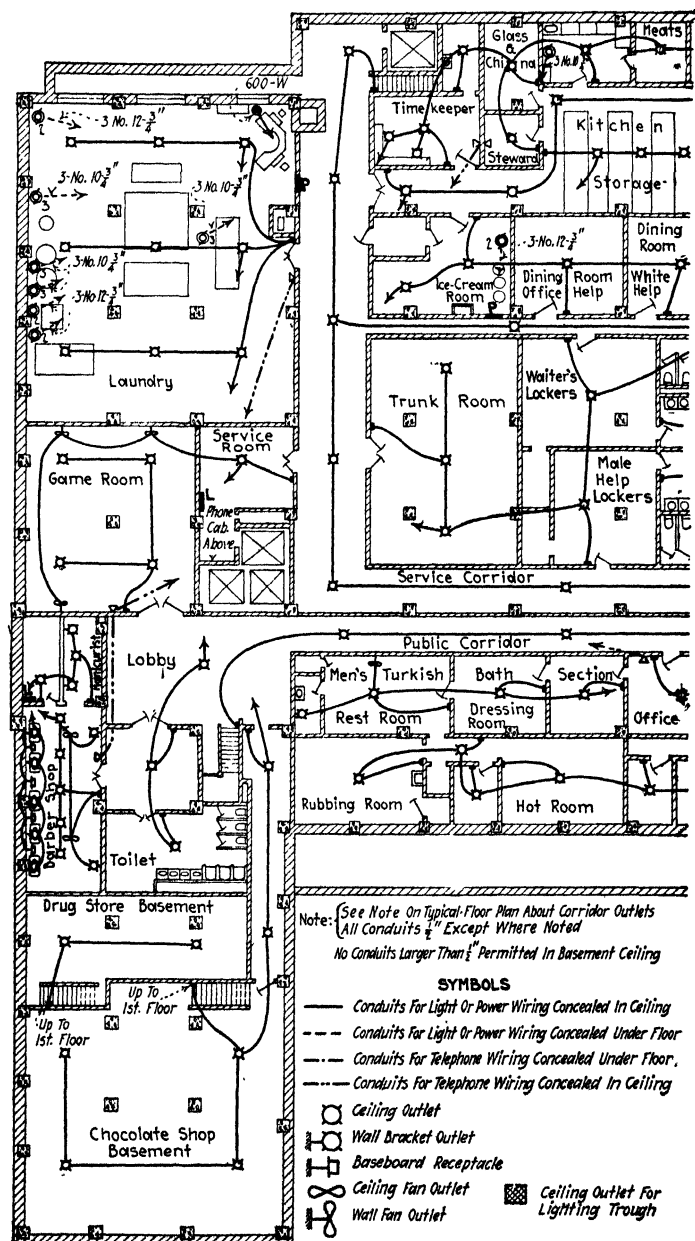 600-W
Glass
&
China
3 No. 10
Meats
3 No. 12-3/4"
Timekeeper
Kitchen
Steward
Storage
3-No. 10-3/4"
3 No. 10-3/4"
2
3
3
3-No. 10 3/4"
3-No. 12-3/4"
2
2
3-No. 12-3/4"
Dining
Room
Ice-Cream
Room
Dining
Office
Room
Help
White
Help
Laundry
Trunk Room
Waiter's
Lockers
Service
Room
Game Room
L
Phone
Cab.
Above
Male
Help
Lockers
Service Corridor
Public Corridor
Manicurist
Lobby
Men's
Turkish
Bath
Section
Rest Room
Dressing
Room
Office
Barber Shop
Rubbing Room
Hot Room
Toilet
Drug Store Basement
Note: See Note On Typical-Floor Plan About Corridor Outlets
All Conduits 1/2" Except Where Noted
No Conduits Larger Than 1/2" Permitted In Basement Ceiling
Up To
1st. Floor
Up To
1st. Floor
SYMBOLS
Conduits For Light Or Power Wiring Concealed In Ceiling
Conduits For Light Or Power Wiring Concealed Under Floor
Conduits For Telephone Wiring Concealed Under Floor.
Conduits For Telephone Wiring Concealed In Ceiling
Ceiling Outlet
Wall Bracket Outlet
Baseboard Receptacle
Ceiling Fan Outlet
Wall Fan Outlet
Ceiling Outlet For
Lighting Trough
Chocolate Shop
Basement